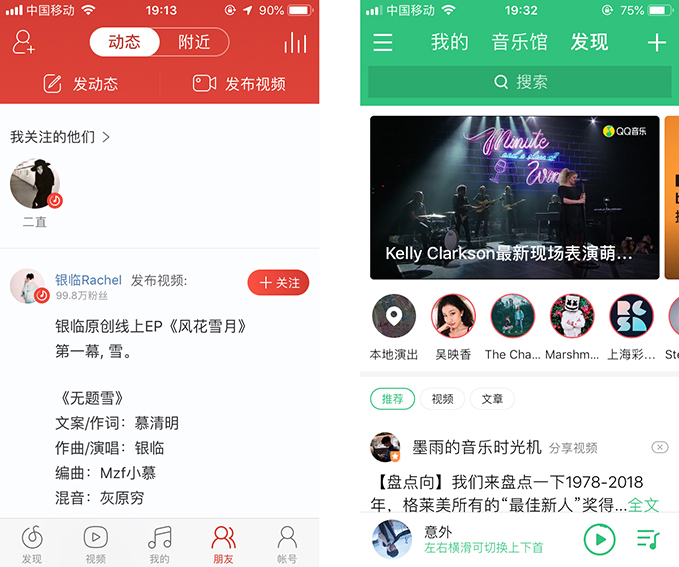 中国移动
19:13
90%
动态
附近
发动态
发布视频
我关注的他们 >
二直
银临Rachel 发布视频:
99.8万粉丝
+关注
银临原创线上EP《风花雪月》
第一幕, 雪。
《无题雪》
文案/作词：慕清明
作曲/演唱：银临
编曲：Mzf小慕
混音：灰原穷
发现
视频
我的
朋友
帐号
中国移动
19:32
75%
我的
音乐馆
发现
搜索
QQ音乐
Minute
and a glass of
Wine
Kelly Clarkson最新现场表演萌...
本地演出
吴映香
The Cha...
Marshm...
上海彩...
Ste
推荐
视频
文章
墨雨的音乐时光机 分享视频
【盘点向】我们来盘点一下1978-2018
年，格莱美所有的“最佳新人”奖得...全文
意外
左右横滑可切换上下首